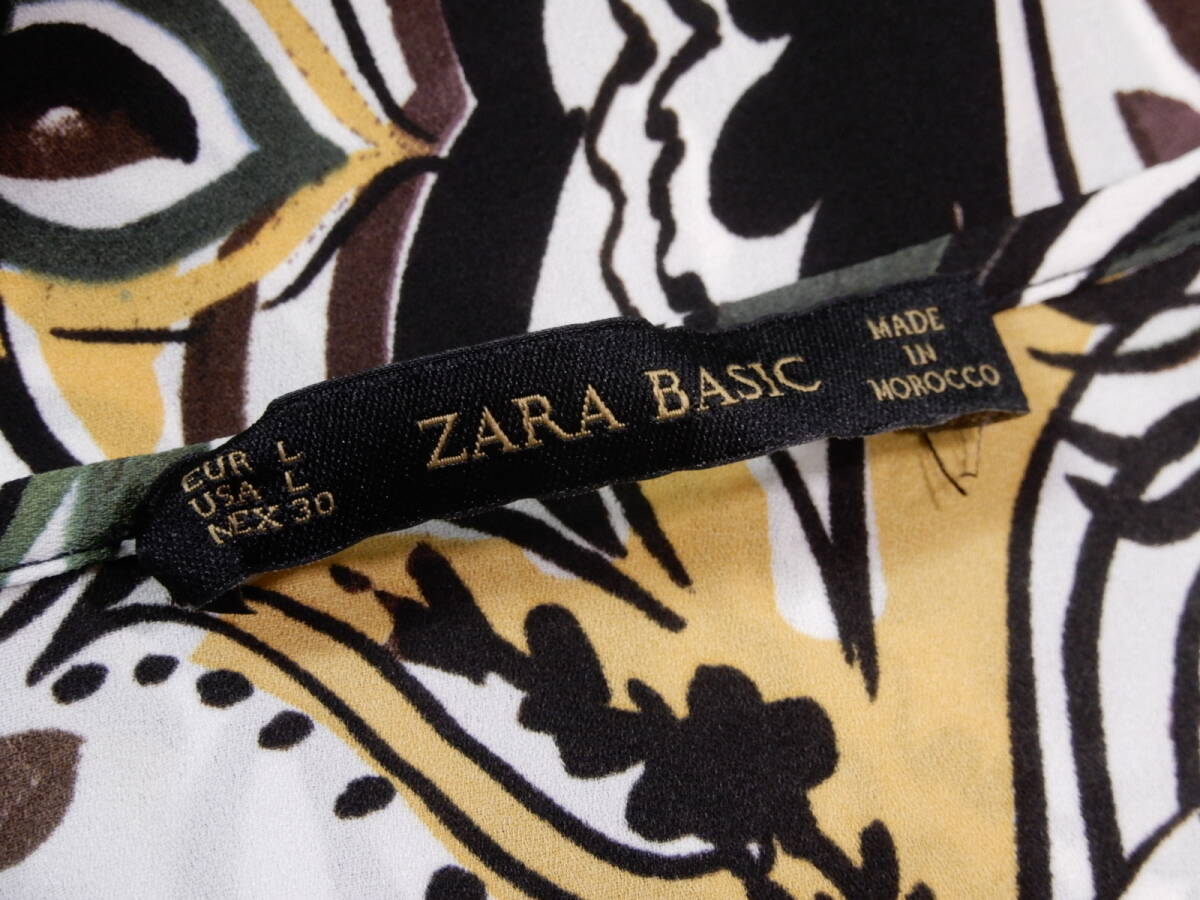 EUR L
USA L
MEX 30
ZARA BASIC
MADE
IN
MOROCCO